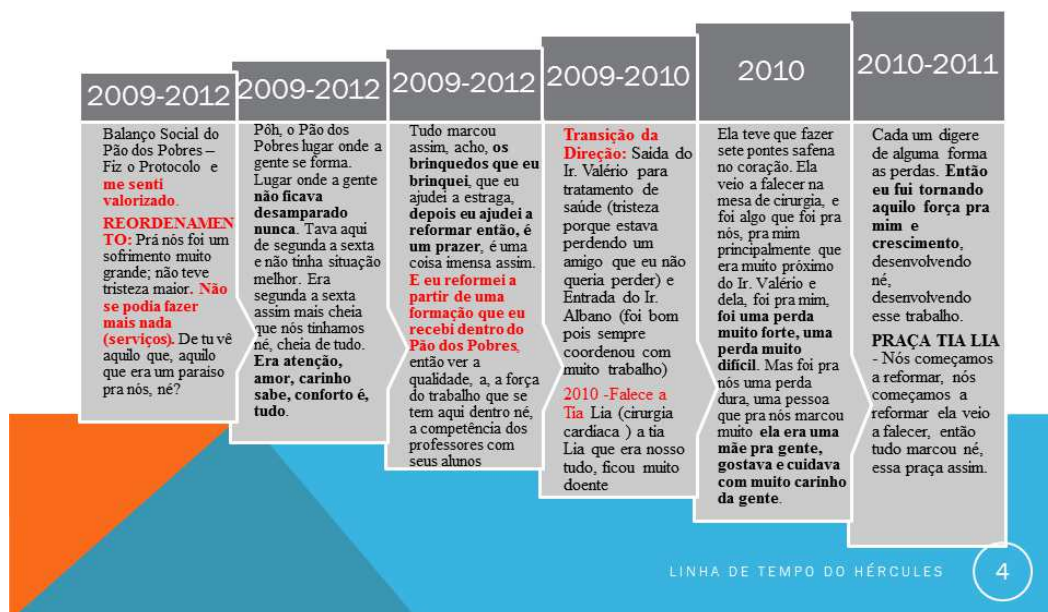 2009-2012
Balanço Social do
Pão dos Pobres –
Fiz o Protocolo e
me senti
valorizado.
REORDENAMEN
TO: Prá nós foi um
sofrimento muito
grande; não teve
tristeza maior. Não
se podia fazer
mais nada
(serviços). De tu vê
aquilo que, aquilo
que era um paraíso
pra nós, né?
2009-2012
Pôh, o Pão dos
Pobres lugar onde a
gente se forma.
Lugar onde a gente
não ficava
desamparado
nunca. Tava aqui
de segunda a sexta
e não tinha situação
melhor. Era
segunda a sexta
assim mais cheia
que nós tinhamos
né, cheia de tudo.
Era atenção,
amor, carinho
sabe, conforto é,
tudo.
2009-2012
Tudo marcou
assim, acho, os
brinquedos que eu
brinquei, que eu
ajudei a estraga,
depois eu ajudei a
reformar então, é
um prazer, é uma
coisa imensa assim.
E eu reformei a
partir de uma
formação que eu
recebi dentro do
Pão dos Pobres,
então ver a
qualidade, a, a força
do trabalho que se
tem aqui dentro né,
a competência dos
professores com
seus alunos
2009-2010
Transição da
Direção: Saida do
Ir. Valério para
tratamento de
saúde (tristeza
porque estava
perdendo um
amigo que eu não
queria perder) e
Entrada do Ir.
Albano (foi bom
pois sempre
coordenou com
muito trabalho)
2010 -Falece a
Tia Lia (cirurgia
cardíaca ) a tia
Lia que era nosso
tudo, ficou muito
doente
2010
Ela teve que fazer
sete pontes safena
no coração. Ela
veio a falecer na
mesa de cirurgia, e
foi algo que foi pra
nós, pra mim
principalmente que
era muito próximo
do Ir. Valério e
dela, foi pra mim,
foi uma perda
muito forte, uma
perda muito
difícil. Mas foi pra
nós uma perda
dura, uma pessoa
que pra nós marcou
muito ela era uma
mãe pra gente,
gostava e cuidava
com muito carinho
da gente.
2010-2011
Cada um digere
de alguma forma
as perdas. Então
eu fui tornando
aquilo força pra
mim e
crescimento,
desenvolvendo
né,
desenvolvendo
esse trabalho.
PRAÇA TIA LIA
- Nós começamos
a reformar, nós
começamos a
reformar ela veio
a falecer, então
tudo marcou né,
essa praça assim.
LINHA DE TEMPO DO HÉRCULES
4